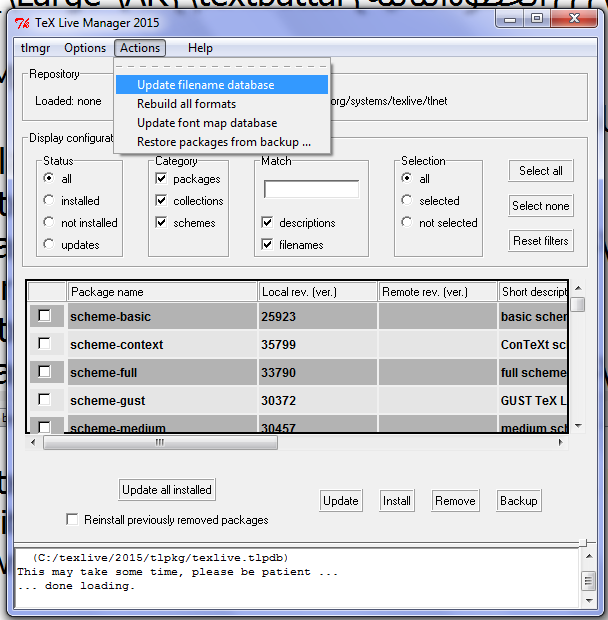 TeX Live Manager 2015
tlmgr Options Actions Help
Update filename database
Rebuild all formats
Update font map database
Restore packages from backup ...
Repository
Loaded: none org/systems/texlive/tlnet
Display configurat
Status Category Match Selection
all packages all Select all
installed collections selected Select none
not installed schemes descriptions not selected Reset filters
updates filenames
Package name Local rev. (ver.) Remote rev. (ver.) Short descript
scheme-basic 25923 basic schem
scheme-context 35799 ConTeXt sc
scheme-full 33790 full scheme
scheme-gust 30372 GUST TeX L
scheme-medium 30457 medium sch
Update all installed
Update Install Remove Backup
Reinstall previously removed packages
(C:/texlive/2015/tlpkg/texlive.tlpdb)
This may take some time, please be patient ...
... done loading.